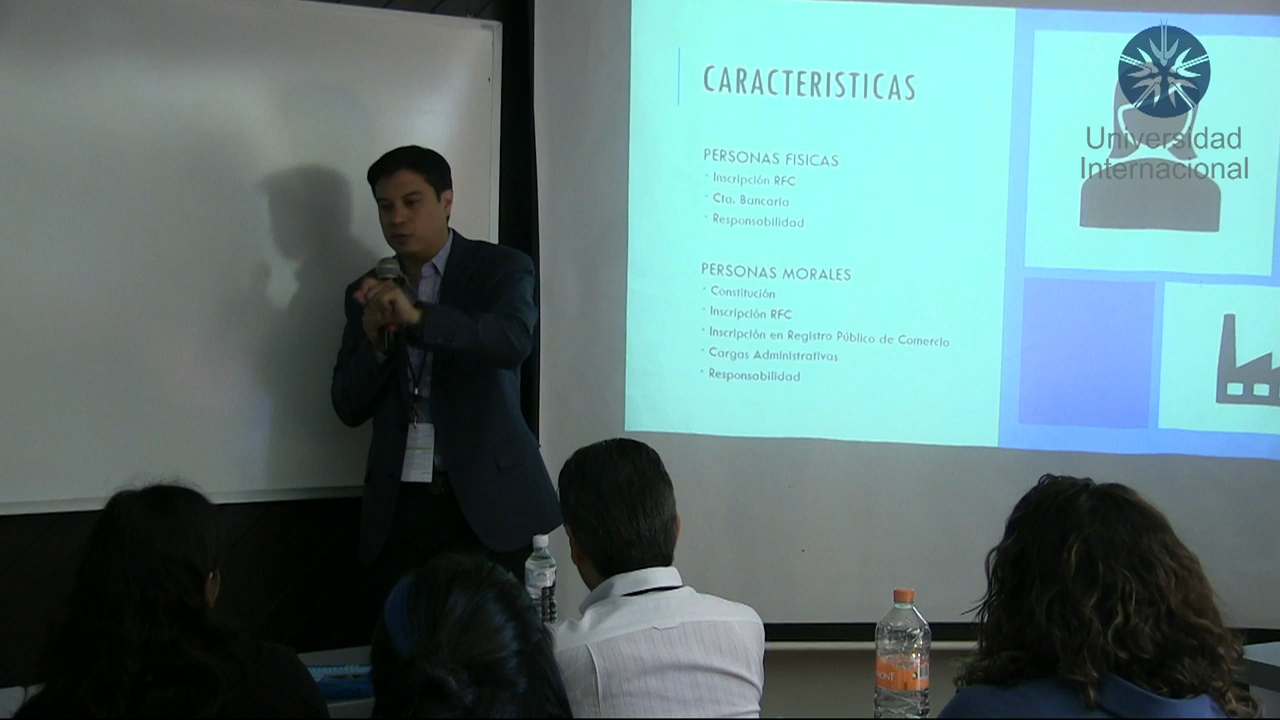 CARACTERISTICAS
PERSONAS FISICAS
Inscripción RFC
Cta. Bancaria
Responsabilidad
PERSONAS MORALES
Constitución
Inscripción RFC
Inscripción en Registro Público de Comercio
Cargas Administrativas
Responsabilidad
Universidad
Internacional